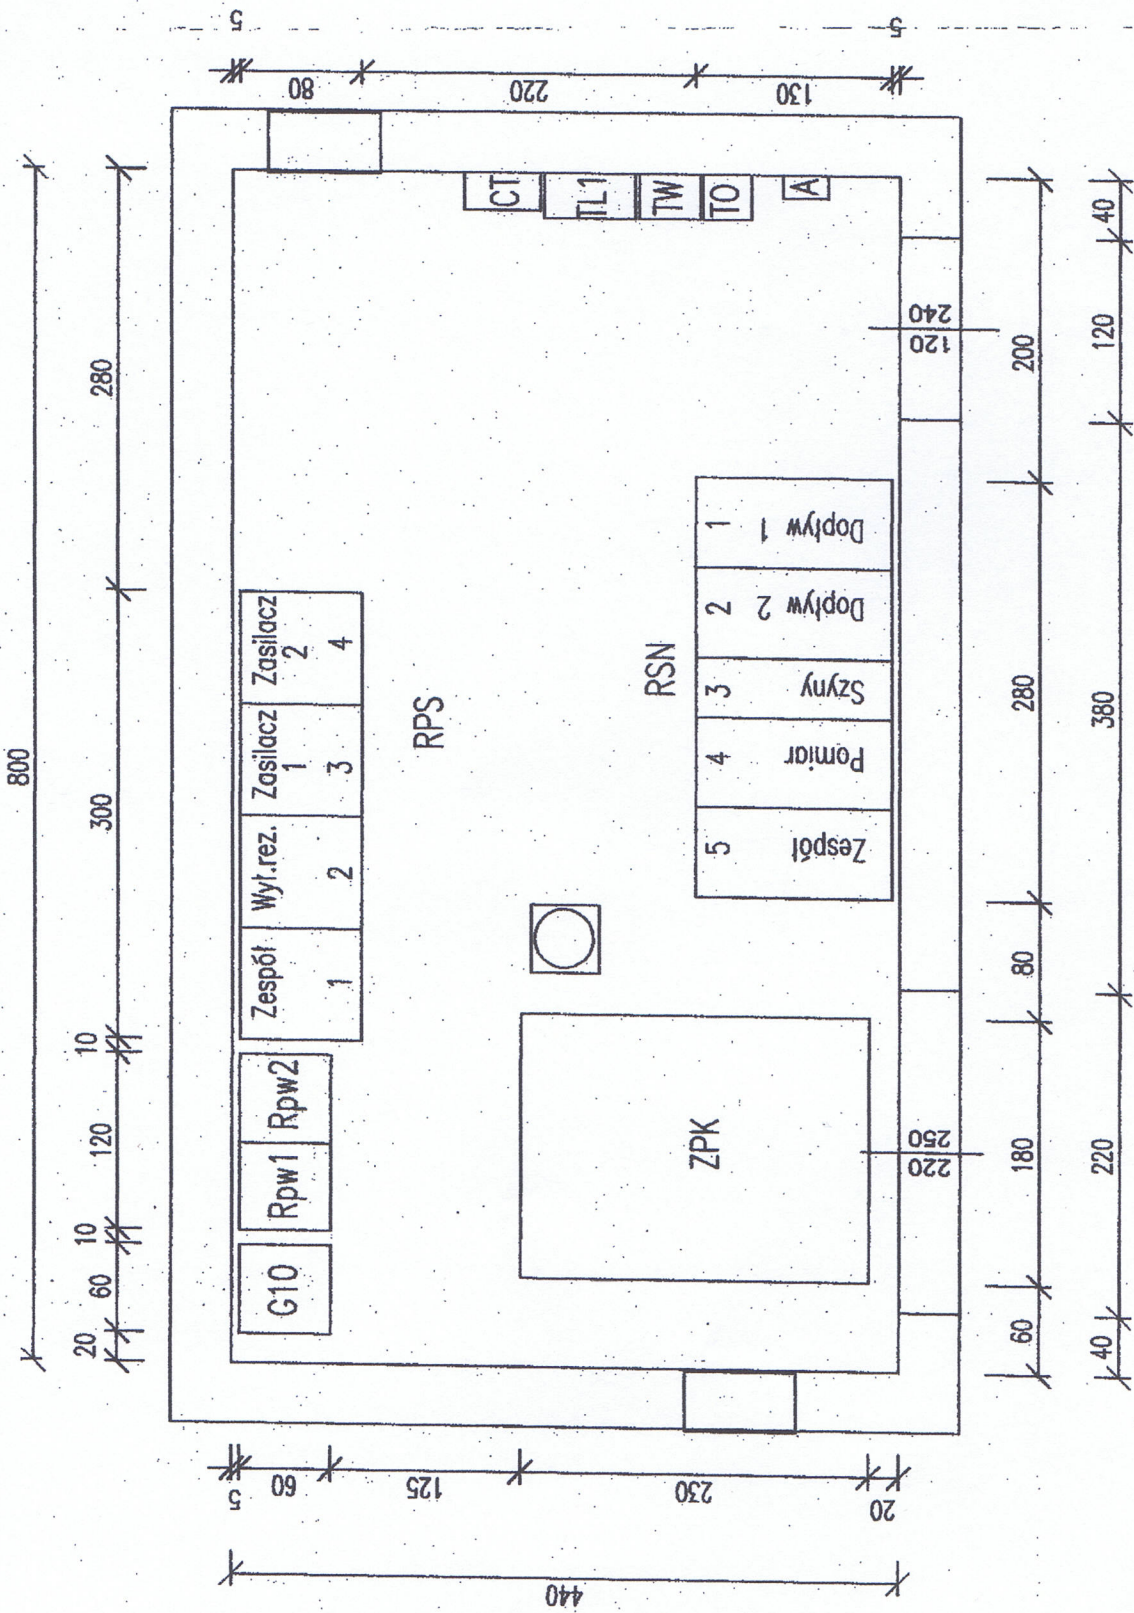 800
20
60
10
120
10
300
280
G10
Rpw1
Rpw2
Zespół
1
Wył.rez.
2
Zasilacz
1
3
Zasilacz
2
4
RPS
RSN
ZPK
5
Zespół
4
Pomiar
3
Szyny
2
Dopływ 2
1
Dopływ 1
CT
TL1
TW
TO
A
250
220
240
120
60
180
80
280
200
40
220
380
120
40
440
5
60
125
230
20
5
80
220
130
5